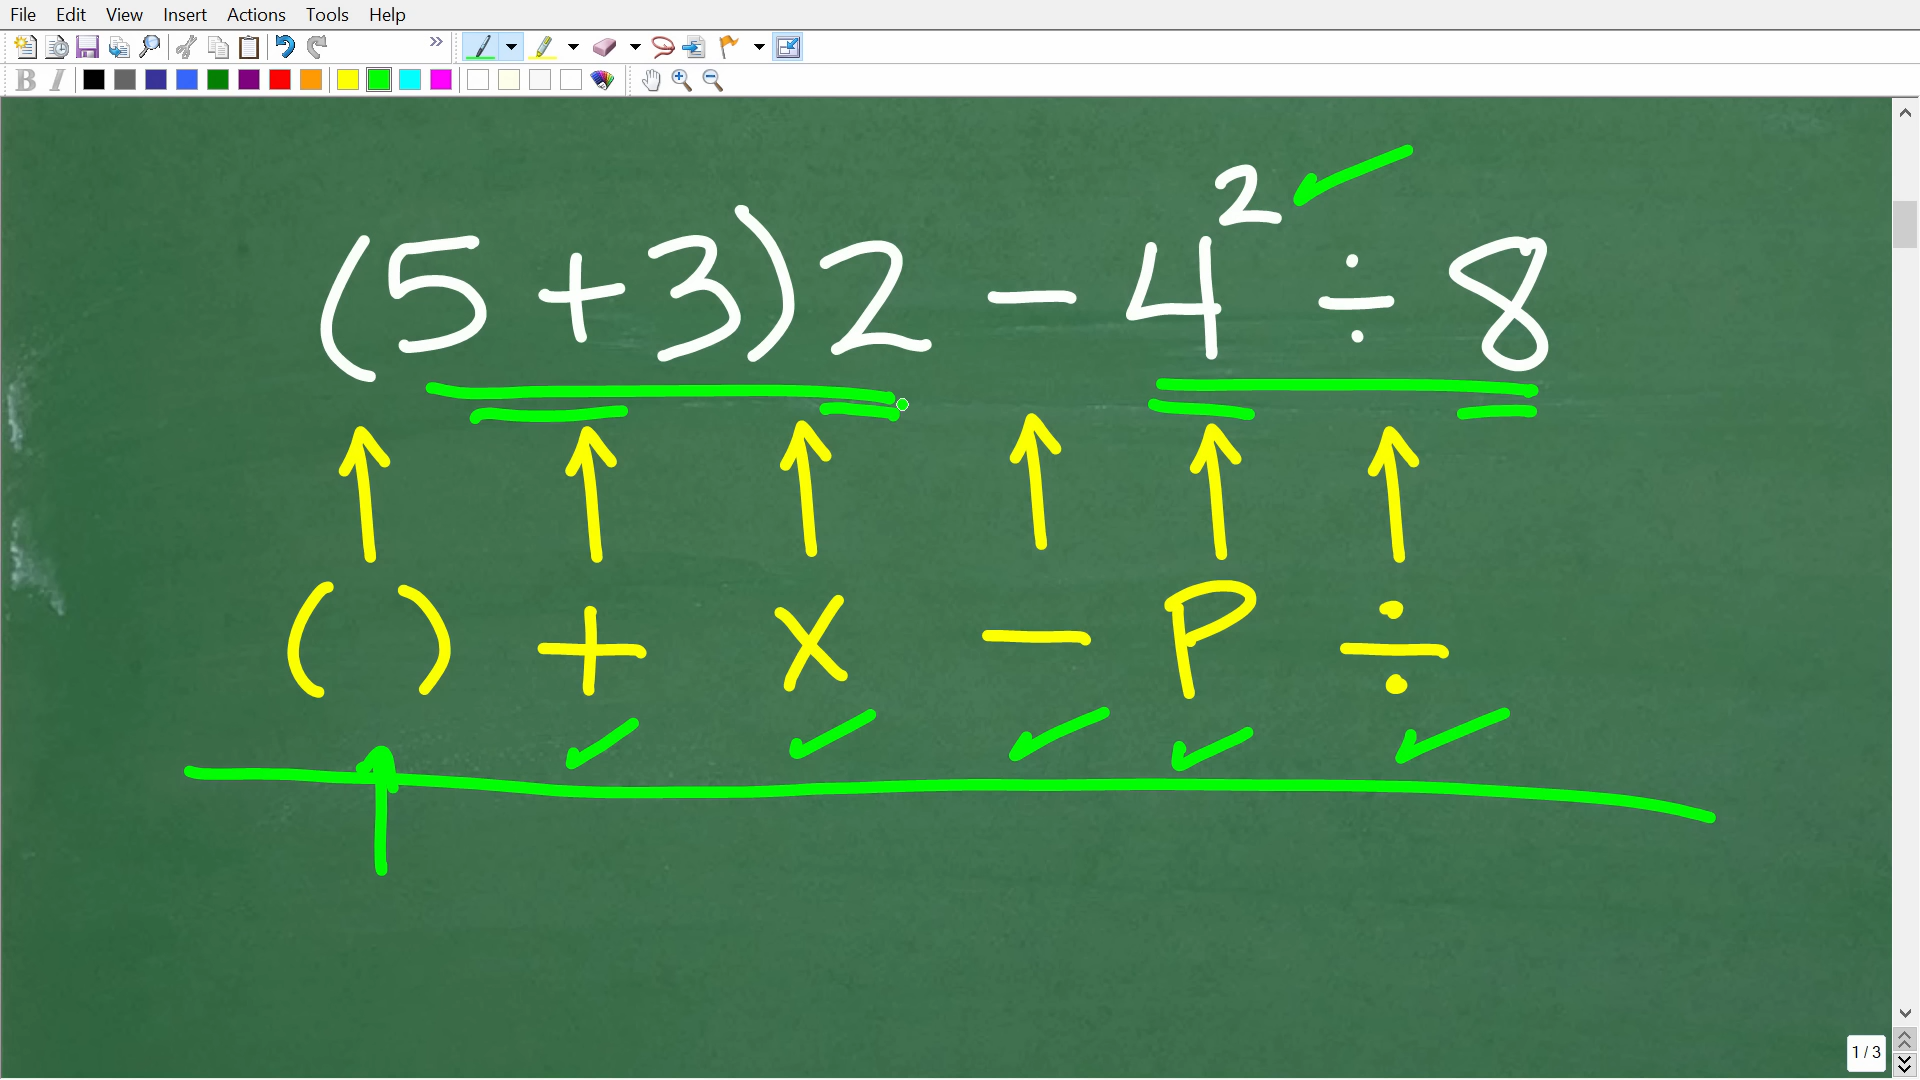 File Edit View Insert Actions Tools Help
B I
(5 + 3)2 - 4² ÷ 8
( ) + X - P ÷
1 / 3